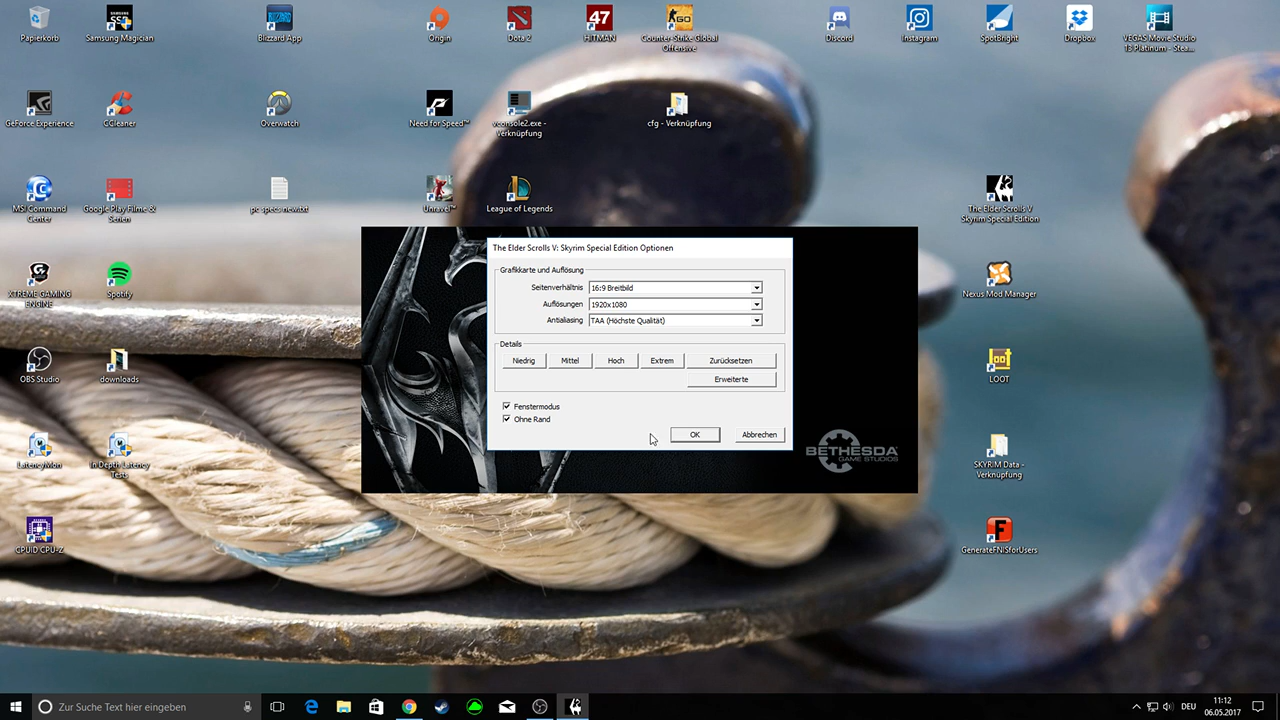 Papierkorb
Samsung Magician
Blizzard App
Origin
Dota 2
HITMAN
Counter-Strike Global
Offensive
Discord
Instagram
SpotBright
Dropbox
VEGAS Movie Studio
13 Platinum - Stea...
GeForce Experience
CCleaner
Overwatch
Need for Speed™
vconsole2.exe -
Verknüpfung
cfg - Verknüpfung
MSI Command
Center
Google Play Filme &
Serien
pc specs new.txt
Unravel™
League of Legends
The Elder Scrolls V
Skyrim Special Edition
XTREME GAMING
ENGINE
Spotify
Nexus Mod Manager
OBS Studio
downloads
LOOT
LatencyMon
In Depth Latency
Test
SKYRIM Data -
Verknüpfung
CPUID CPU-Z
GenerateFNISforUsers
The Elder Scrolls V: Skyrim Special Edition Optionen
Grafikkarte und Auflösung
Seitenverhältnis 16:9 Breitbild
Auflösungen 1920x1080
Antialiasing TAA (Höchste Qualität)
Details
Niedrig Mittel Hoch Extrem Zurücksetzen
Erweiterte
Fenstermodus
Ohne Rand
OK Abbrechen
BETHESDA
GAME STUDIOS
Zur Suche Text hier eingeben
DEU
11:12
06.05.2017